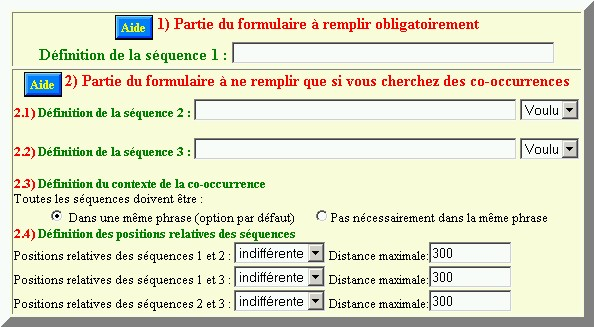 Aide 1) Partie du formulaire à remplir obligatoirement
Définition de la séquence 1 :
Aide 2) Partie du formulaire à ne remplir que si vous cherchez des co-occurrences
2.1) Définition de la séquence 2 : Voulu
2.2) Définition de la séquence 3 : Voulu
2.3) Définition du contexte de la co-occurrence
Toutes les séquences doivent être :
Dans une même phrase (option par défaut) Pas nécessairement dans la même phrase
2.4) Définition des positions relatives des séquences
Positions relatives des séquences 1 et 2 : indifférente Distance maximale: 300
Positions relatives des séquences 1 et 3 : indifférente Distance maximale: 300
Positions relatives des séquences 2 et 3 : indifférente Distance maximale: 300